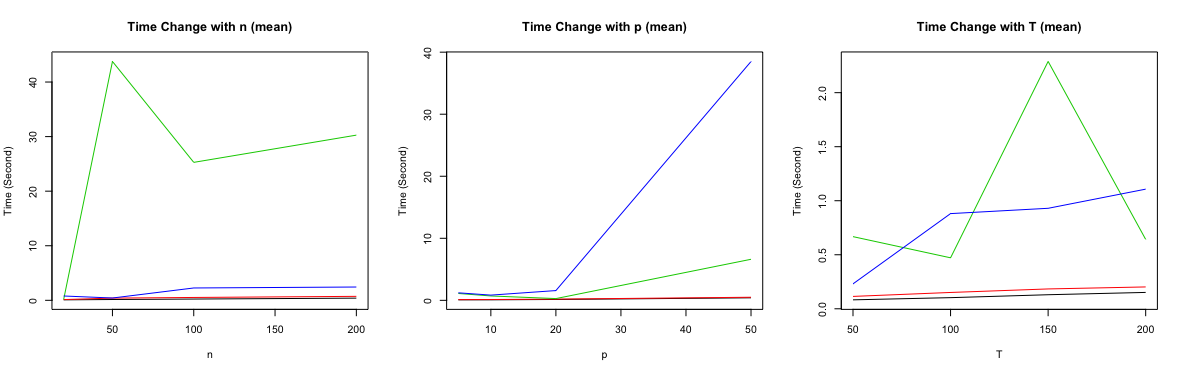 Time Change with n (mean)
Time (Second)
0 10 20 30 40
50 100 150 200
n
Time Change with p (mean)
Time (Second)
0 10 20 30 40
10 20 30 40 50
p
Time Change with T (mean)
Time (Second)
0.0 0.5 1.0 1.5 2.0
50 100 150 200
T